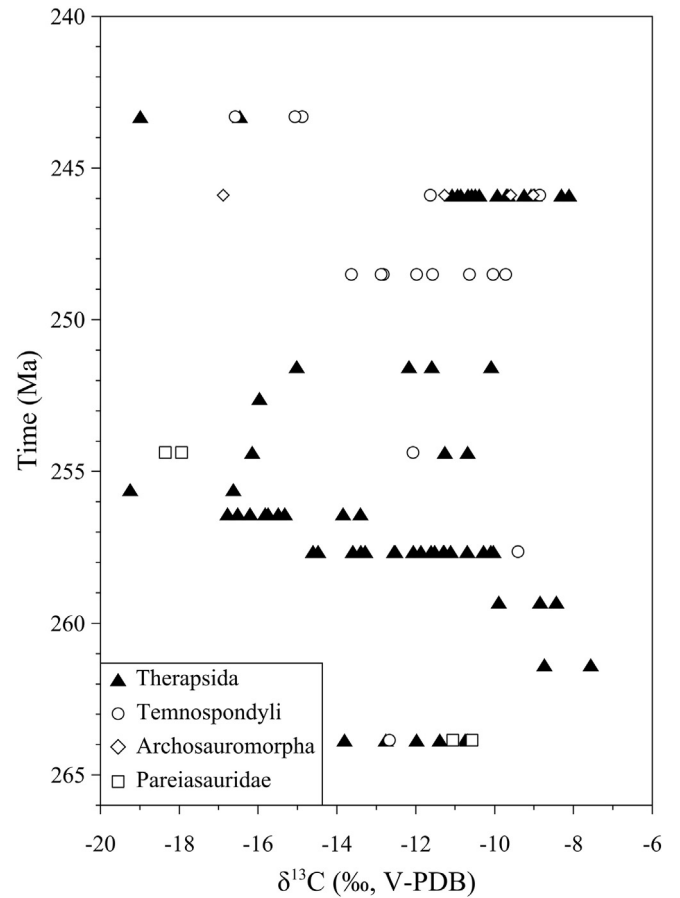 240
245
250
255
260
265
Time (Ma)
Therapsida
Temnospondyli
Archosauromorpha
Pareiasauridae
-20 -18 -16 -14 -12 -10 -8 -6
δ¹³C (‰, V-PDB)